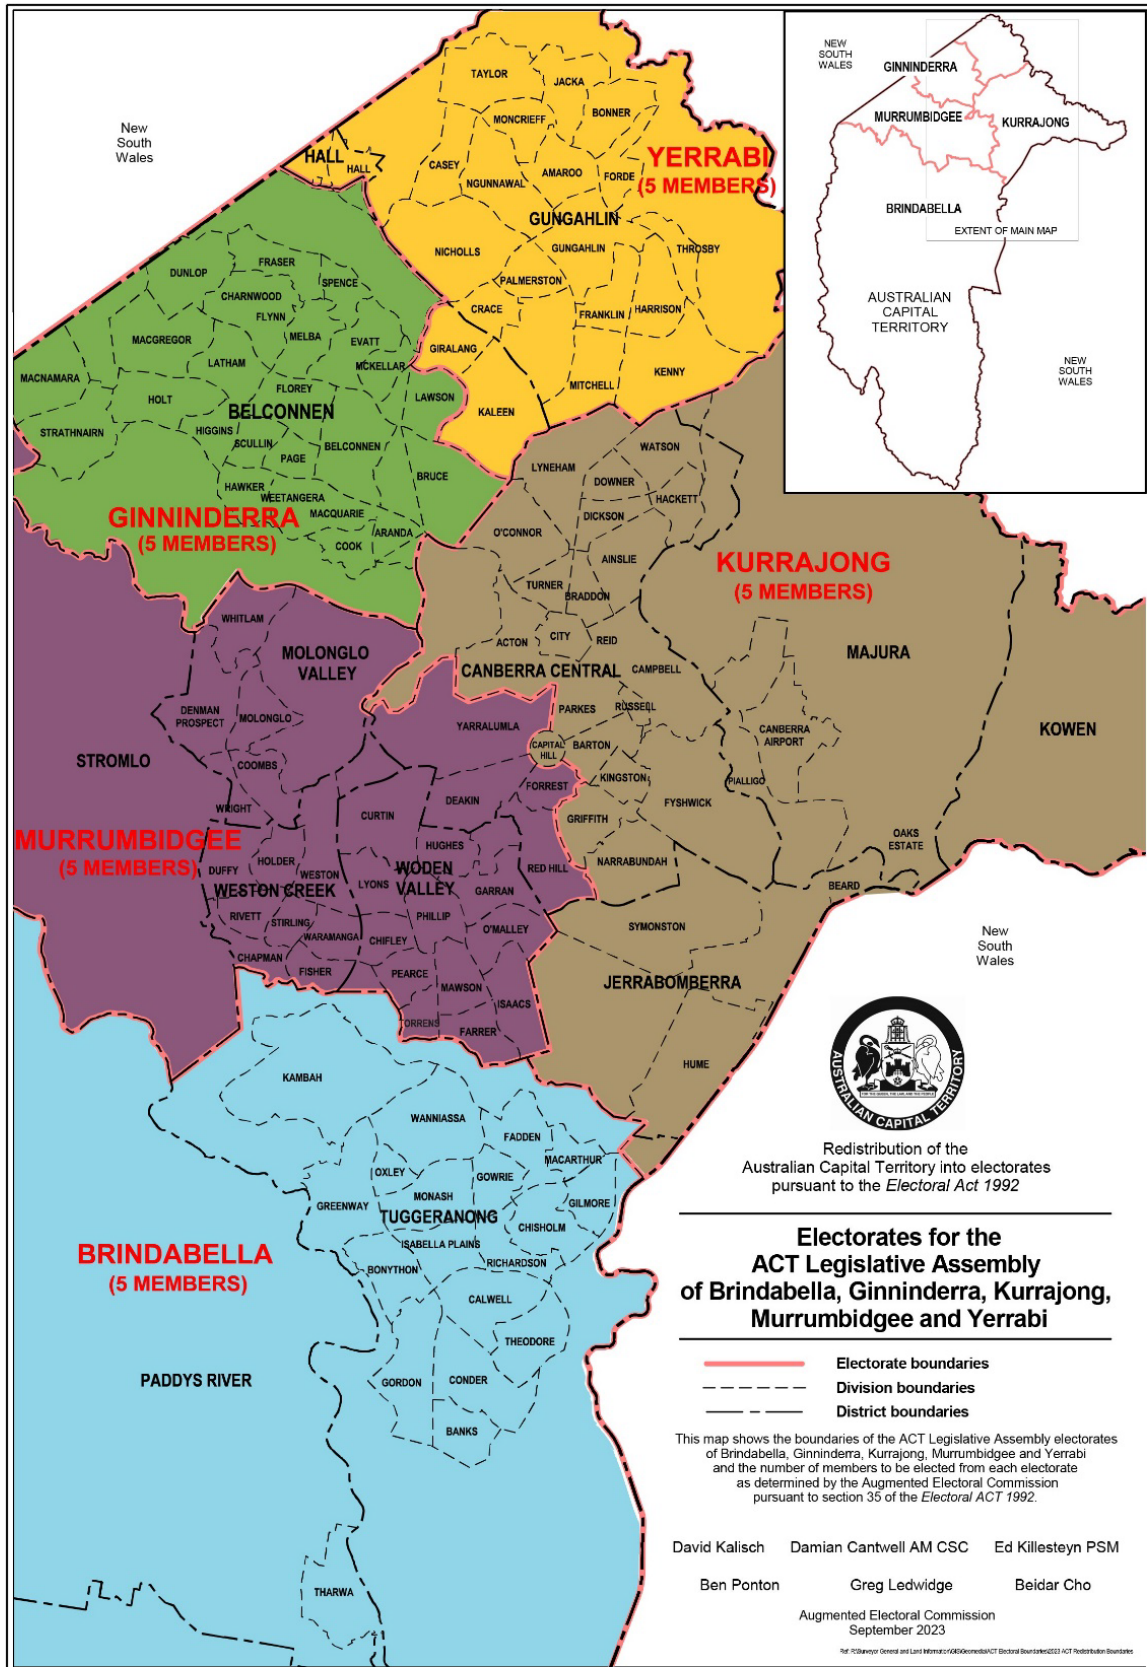 New
South
Wales
TAYLOR
JACKA
BONNER
MONCRIEFF
HALL
HALL
CASEY
NGUNNAWAL
AMAROO
FORDE
YERRABI
(5 MEMBERS)
GUNGAHLIN
NICHOLLS
GUNGAHLIN
THROSBY
PALMERSTON
CRACE
FRANKLIN
HARRISON
GIRALANG
MITCHELL
KENNY
KALEEN
DUNLOP
FRASER
SPENCE
CHARNWOOD
FLYNN
MACGREGOR
MELBA
EVATT
LATHAM
MCKELLAR
MACNAMARA
HOLT
FLOREY
LAWSON
BELCONNEN
STRATHNAIRN
HIGGINS
SCULLIN
BELCONNEN
PAGE
BRUCE
HAWKER
WEETANGERA
MACQUARIE
ARANDA
COOK
GINNINDERRA
(5 MEMBERS)
WATSON
LYNEHAM
DOWNER
HACKETT
DICKSON
O'CONNOR
AINSLIE
TURNER
BRADDON
KURRAJONG
(5 MEMBERS)
ACTON
CITY
REID
CANBERRA CENTRAL
CAMPBELL
MAJURA
PARKES
RUSSELL
CANBERRA
AIRPORT
KOWEN
CAPITAL
HILL
BARTON
KINGSTON
PIALLIGO
FYSHWICK
GRIFFITH
NARRABUNDAH
OAKS
ESTATE
BEARD
SYMONSTON
JERRABOMBERRA
HUME
WHITLAM
MOLONGLO
VALLEY
DENMAN
PROSPECT
MOLONGLO
YARRALUMLA
STROMLO
COOMBS
WRIGHT
CURTIN
DEAKIN
FORREST
MURRUMBIDGEE
(5 MEMBERS)
HUGHES
DUFFY
HOLDER
WESTON
WODEN
VALLEY
RED HILL
WESTON CREEK
LYONS
GARRAN
RIVETT
STIRLING
PHILLIP
WARAMANGA
CHIFLEY
O'MALLEY
CHAPMAN
FISHER
PEARCE
MAWSON
ISAACS
ORRENS
FARRER
KAMBAH
WANNIASSA
FADDEN
OXLEY
MACARTHUR
GOWRIE
MONASH
GREENWAY
GILMORE
TUGGERANONG
CHISHOLM
ISABELLA PLAINS
BONYTHON
RICHARDSON
BRINDABELLA
(5 MEMBERS)
CALWELL
THEODORE
PADDYS RIVER
GORDON
CONDER
BANKS
THARWA
NEW
SOUTH
WALES
GINNINDERRA
MURRUMBIDGEE
KURRAJONG
BRINDABELLA
EXTENT OF MAIN MAP
AUSTRALIAN
CAPITAL
TERRITORY
NEW
SOUTH
WALES
New
South
Wales
AUSTRALIAN CAPITAL TERRITORY
FOR THE QUEEN, THE LAW, AND THE PEOPLE
Redistribution of the
Australian Capital Territory into electorates
pursuant to the Electoral Act 1992
Electorates for the
ACT Legislative Assembly
of Brindabella, Ginninderra, Kurrajong,
Murrumbidgee and Yerrabi
Electorate boundaries
Division boundaries
District boundaries
This map shows the boundaries of the ACT Legislative Assembly electorates
of Brindabella, Ginninderra, Kurrajong, Murrumbidgee and Yerrabi
and the number of members to be elected from each electorate
as determined by the Augmented Electoral Commission
pursuant to section 35 of the Electoral ACT 1992.
David Kalisch Damian Cantwell AM CSC Ed Killesteyn PSM
Ben Ponton Greg Ledwidge Beidar Cho
Augmented Electoral Commission
September 2023